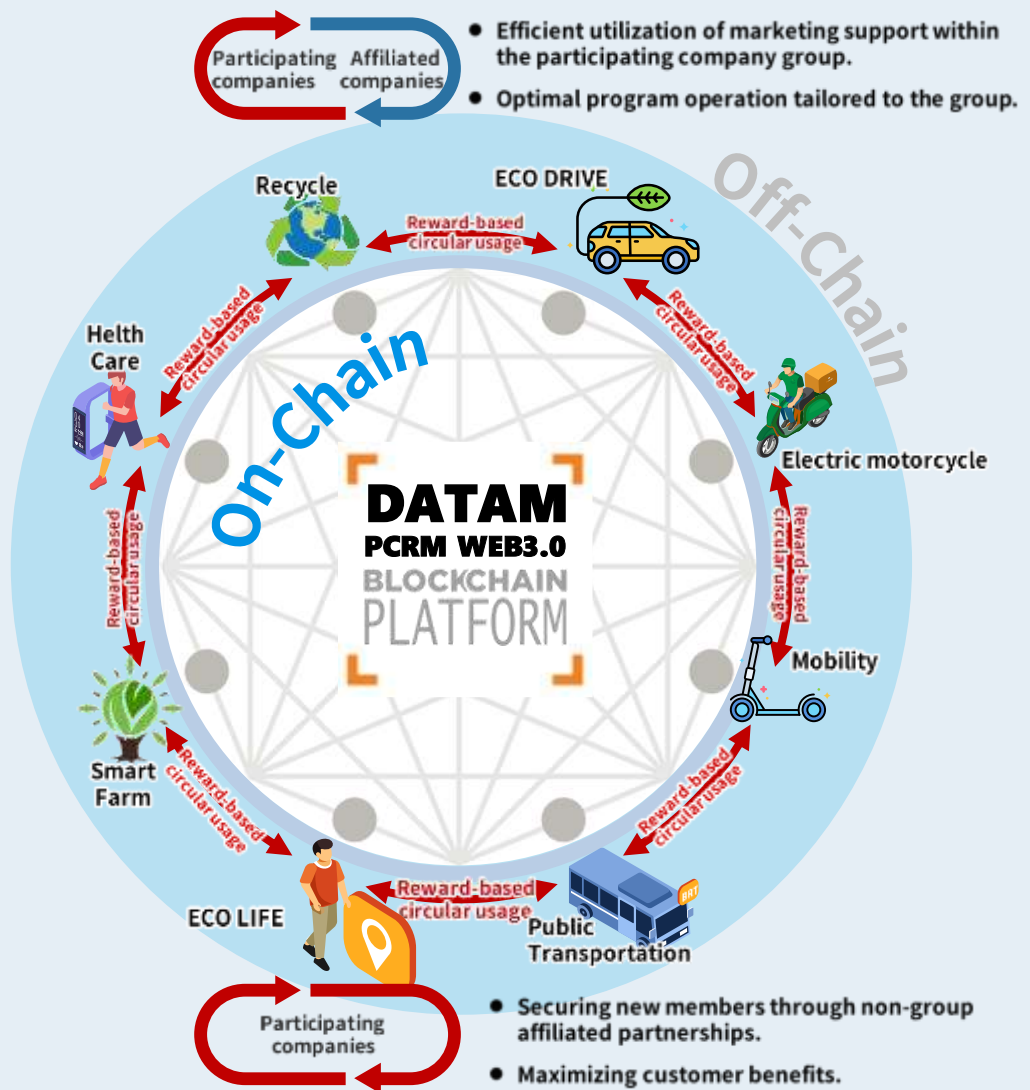 Participating
companies
Affiliated
companies
● Efficient utilization of marketing support within
the participating company group.
● Optimal program operation tailored to the group.
Off-Chain
Recycle
ECO DRIVE
Reward-based
circular usage
Reward-based
circular usage
Reward-based
circular usage
Helth
Care
On-Chain
Electric motorcycle
DATAM
PCRM WEB3.0
BLOCKCHAIN
PLATFORM
Reward-based
circular usage
Reward-based
circular usage
Mobility
Smart
Farm
Reward-based
circular usage
Reward-based
circular usage
Reward-based
circular usage
BRT
ECO LIFE
Public
Transportation
Participating
companies
● Securing new members through non-group
affiliated partnerships.
● Maximizing customer benefits.